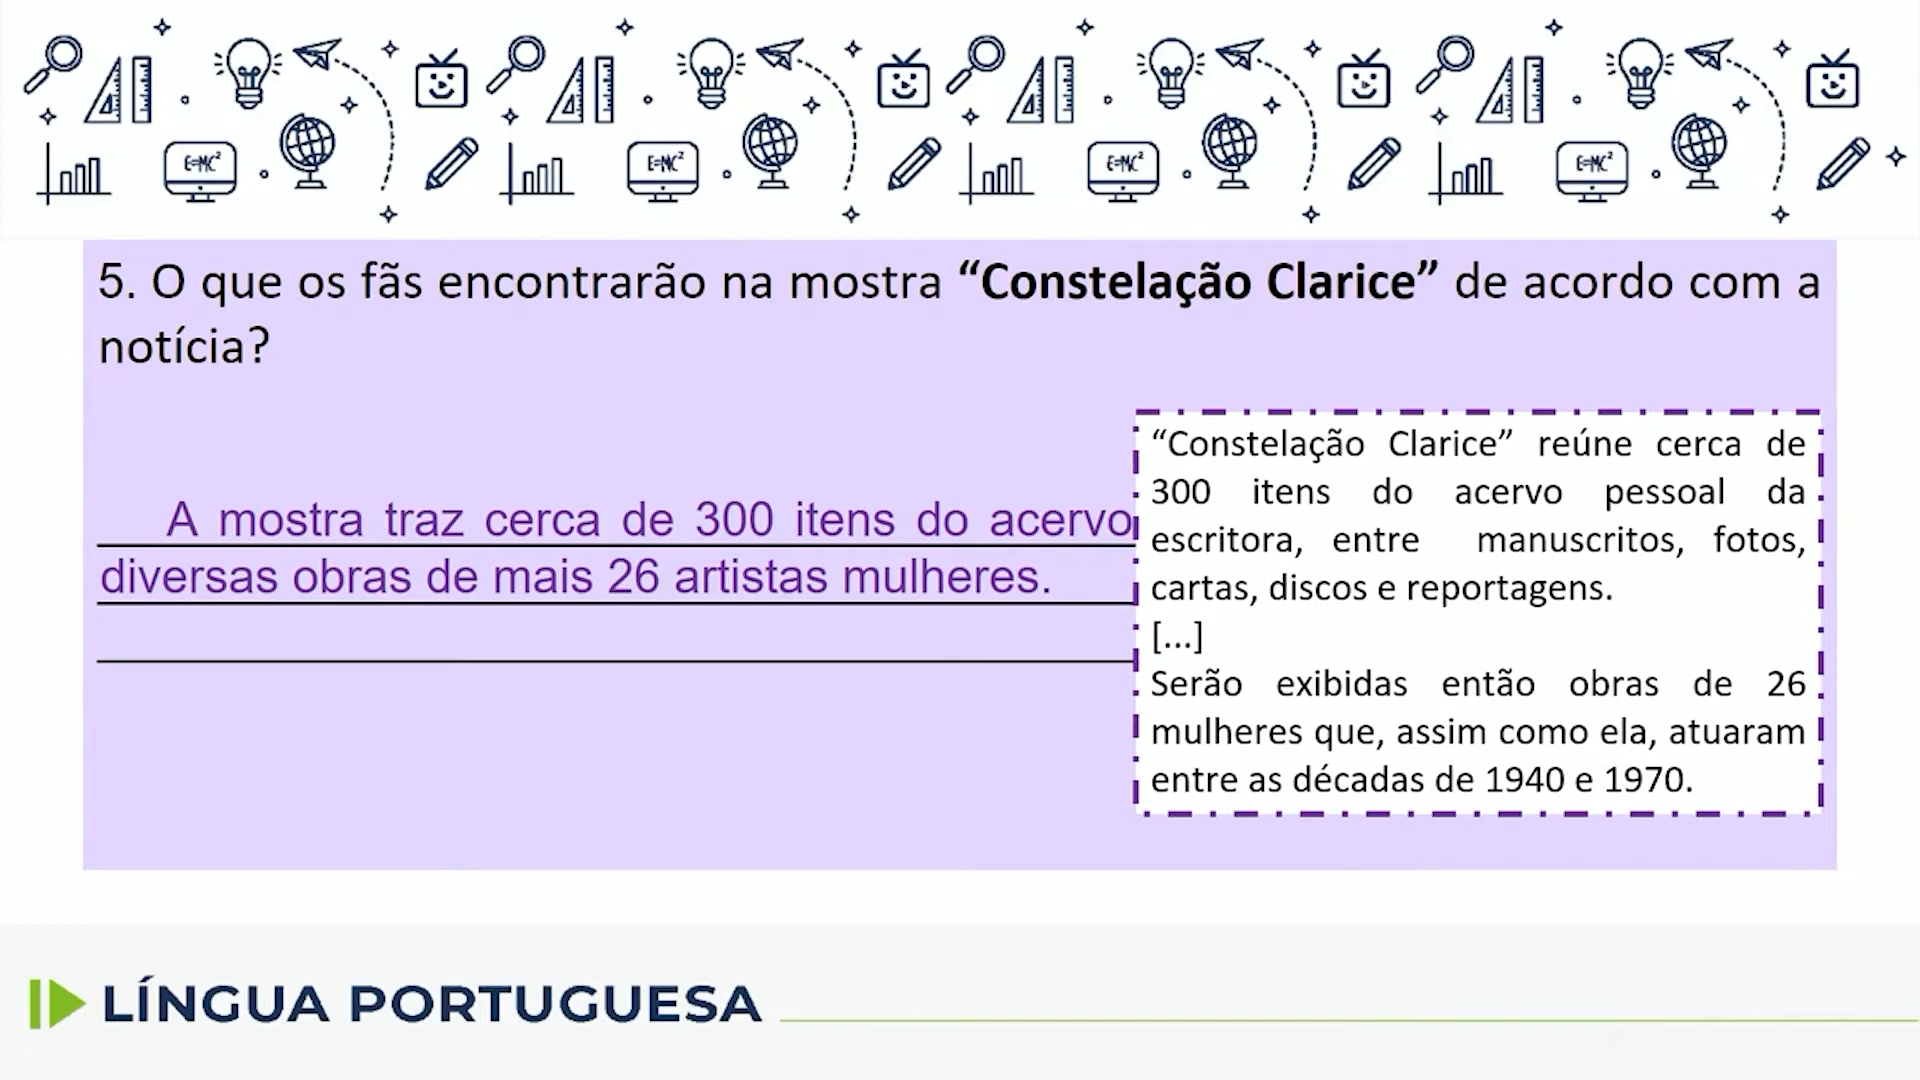 E=MC²
E=MC²
E=MC²
E=MC²
5. O que os fãs encontrarão na mostra “Constelação Clarice” de acordo com a
notícia?
A mostra traz cerca de 300 itens do acervo
diversas obras de mais 26 artistas mulheres.
“Constelação Clarice” reúne cerca de
300 itens do acervo pessoal da
escritora, entre manuscritos, fotos,
cartas, discos e reportagens.
[...]
Serão exibidas então obras de 26
mulheres que, assim como ela, atuaram
entre as décadas de 1940 e 1970.
LÍNGUA PORTUGUESA